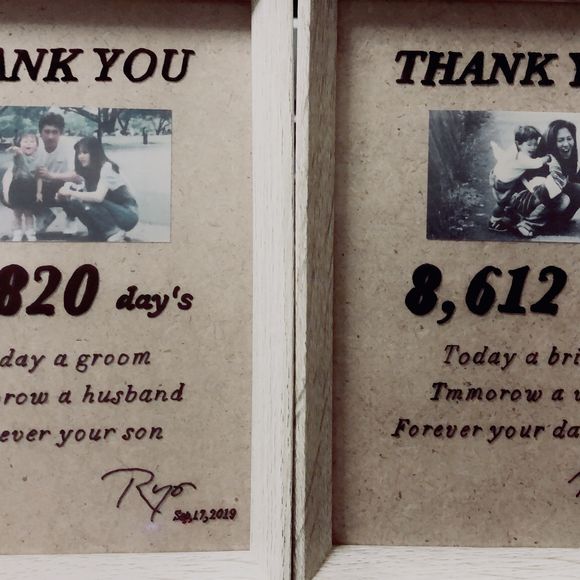 ANK YOU
820 day's
day a groom
row a husband
ever your son
Ryo
Sep,17,2019
THANK Y
8,612
Today a bri
Tmmorow a
Forever your da